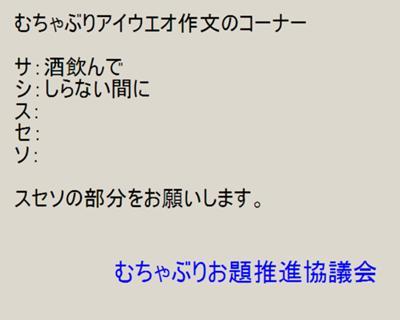 むちゃぶりアイウエオ作文のコーナー
サ:酒飲んで
シ:しらない間に
ス:
セ:
ソ:
スセソの部分をお願いします。
むちゃぶりお題推進協議会